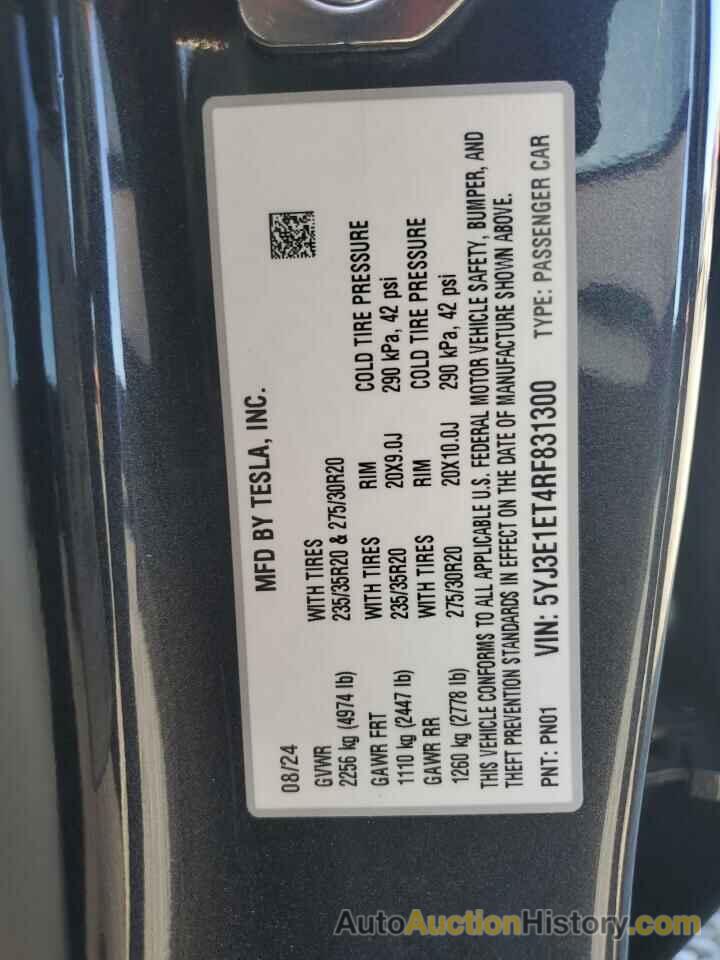 MFD BY TESLA, INC.
08/24
GVWR WITH TIRES
2256 kg (4974 lb) 235/35R20 & 275/30R20
GAWR FRT WITH TIRES RIM COLD TIRE PRESSURE
1110 kg (2447 lb) 235/35R20 20X9.0J 290 kPa, 42 psi
GAWR RR WITH TIRES RIM COLD TIRE PRESSURE
1260 kg (2778 lb) 275/30R20 20X10.0J 290 kPa, 42 psi
THIS VEHICLE CONFORMS TO ALL APPLICABLE U.S. FEDERAL MOTOR VEHICLE SAFETY, BUMPER, AND
THEFT PREVENTION STANDARDS IN EFFECT ON THE DATE OF MANUFACTURE SHOWN ABOVE.
PNT: PN01 VIN: 5YJ3E1ET4RF831300 TYPE: PASSENGER CAR
AutoAuctionHistory.com